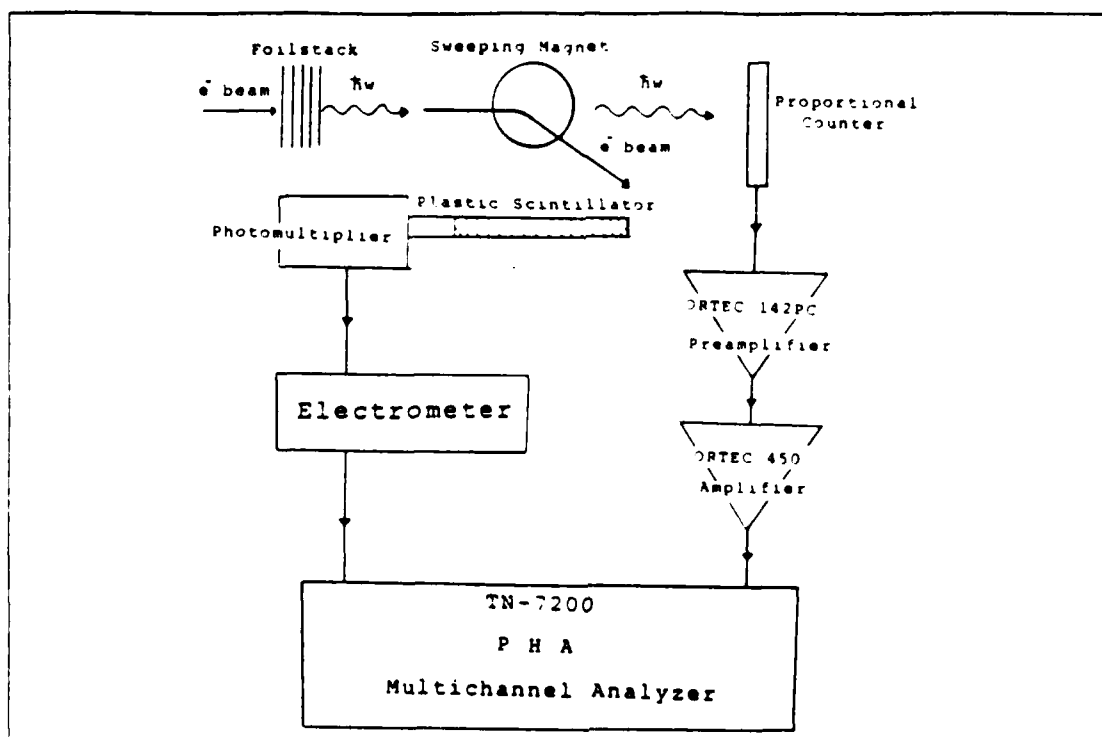 Foilstack
Sweeping Magnet
e⁻ beam
ħw
ħw
Proportional
Counter
e⁻ beam
Plastic Scintillator
Photomultiplier
ORTEC 142PC
Preamplifier
Electrometer
ORTEC 450
Amplifier
TN-7200
P H A
Multichannel Analyzer